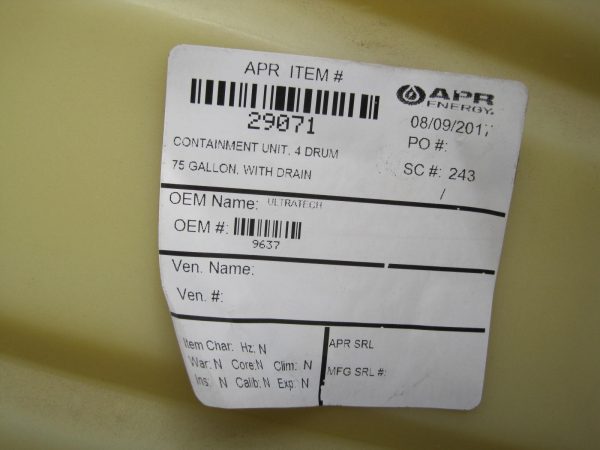 APR ITEM #
29071
CONTAINMENT UNIT, 4 DRUM
75 GALLON, WITH DRAIN
APR
ENERGY
08/09/2017
PO #:
SC #: 243
/
OEM Name: ULTRATECH
OEM #:
9637
Ven. Name:
Ven. #:
Item Char: Hz: N
War: N Core: N Clim: N
Ins: N Calib: N Exp: N
APR SRL
MFG SRL #: